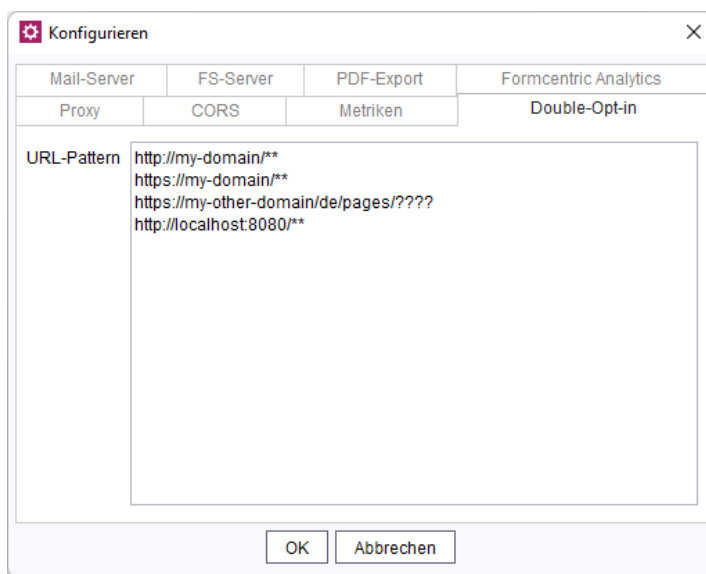 Konfigurieren
Mail-Server FS-Server PDF-Export Formcentric Analytics
Proxy CORS Metriken Double-Opt-in
URL-Pattern http://my-domain/**
https://my-domain/**
https://my-other-domain/de/pages/????
http://localhost:8080/**
OK Abbrechen